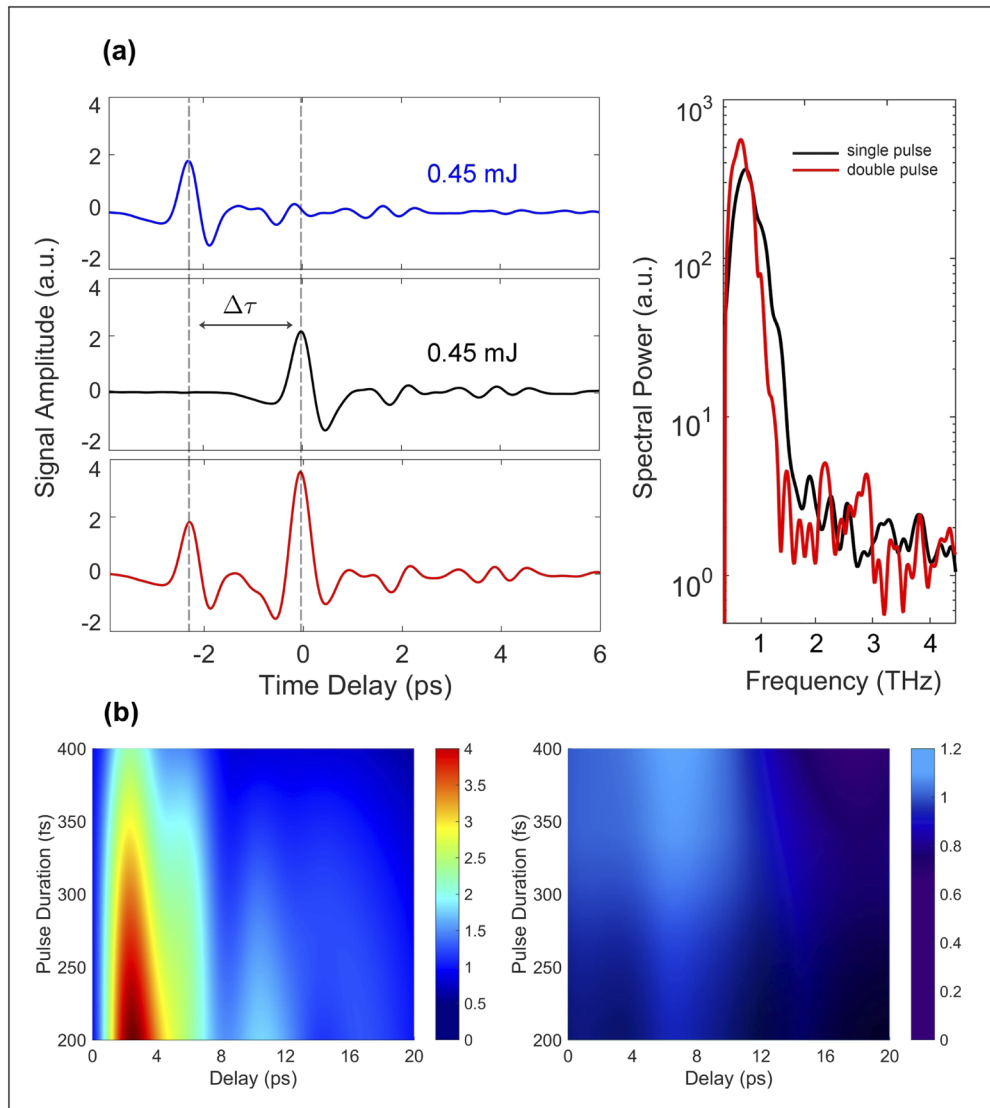 (a)
4
2
0
-2
0.45 mJ
4
2
0
-2
Δτ
0.45 mJ
4
2
0
-2
-2 0 2 4 6
Signal Amplitude (a.u.)
Time Delay (ps)
10³
10²
10¹
10⁰
single pulse
double pulse
1 2 3 4
Spectral Power (a.u.)
Frequency (THz)
(b)
400
350
300
250
200
0 4 8 12 16 20
Pulse Duration (fs)
Delay (ps)
4
3.5
3
2.5
2
1.5
1
0.5
0
400
350
300
250
200
0 4 8 12 16 20
Pulse Duration (fs)
Delay (ps)
1.2
1
0.8
0.6
0.4
0.2
0